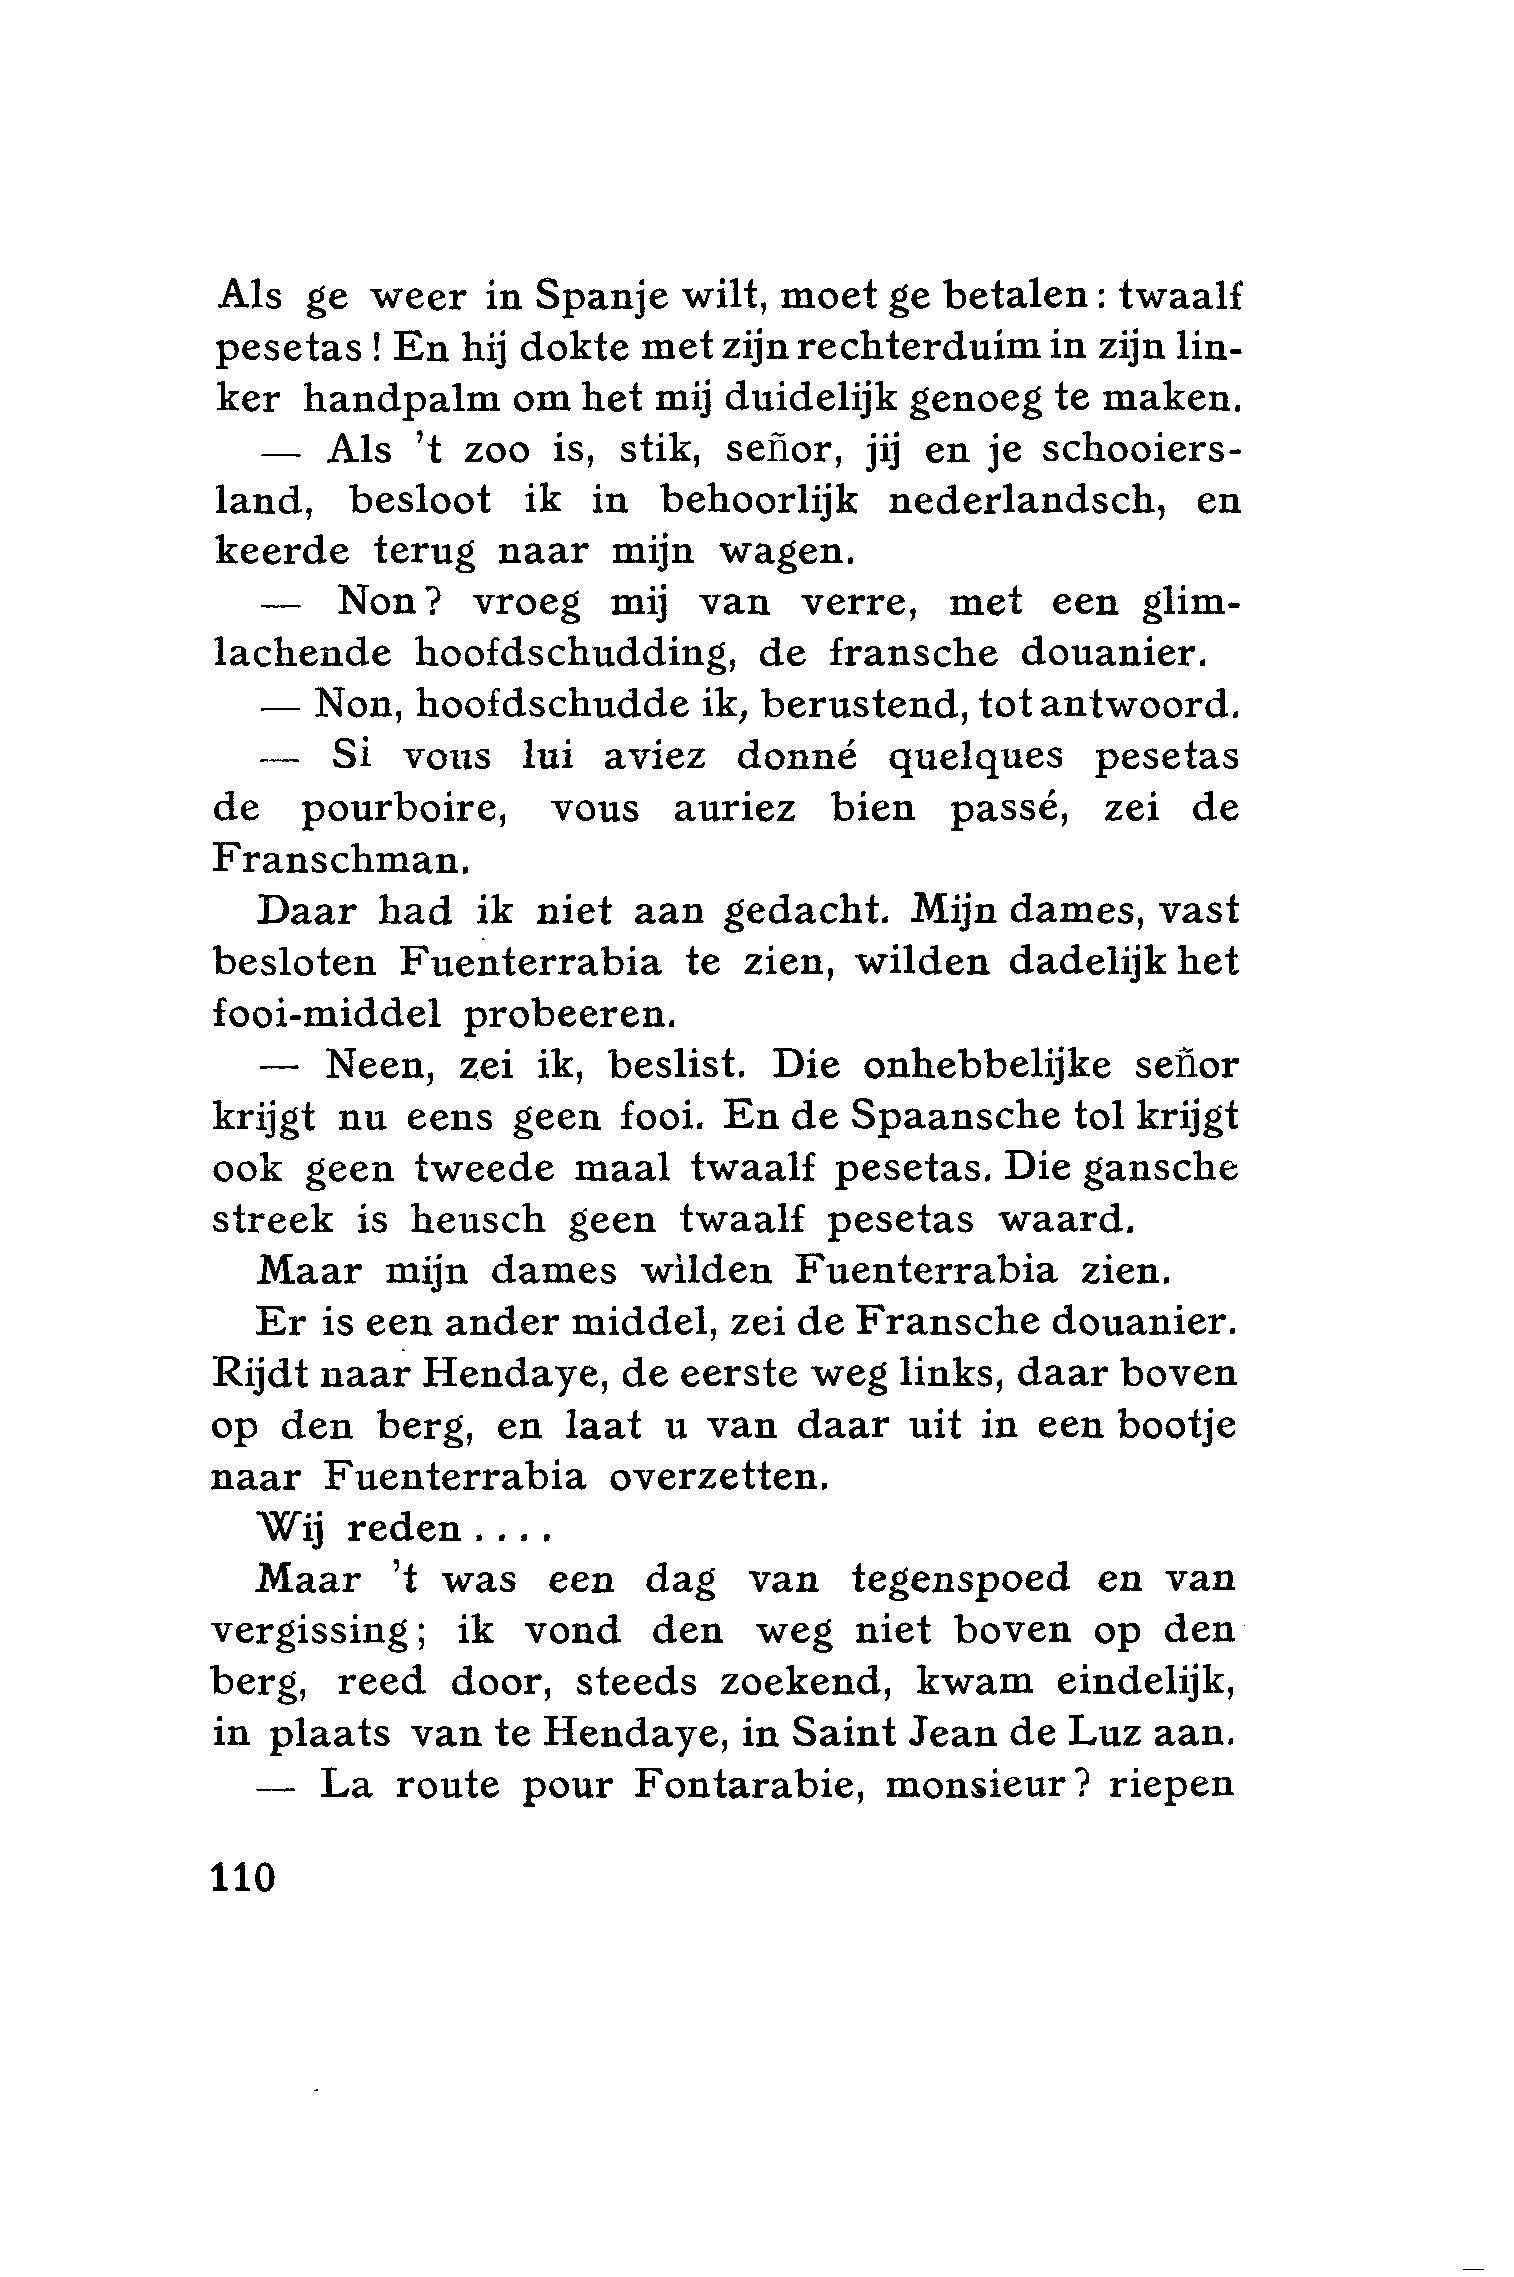 Als ge weer in Spanje wilt, moet ge betalen : twaalf
pesetas ! En hij dokte met zijn rechterduim in zijn lin-
ker handpalm om het mij duidelijk genoeg te maken.
— Als 't zoo is, stik, señor, jij en je schooiers-
land, besloot ik in behoorlijk nederlandsch, en
keerde terug naar mijn wagen.
— Non? vroeg mij van verre, met een glim-
lachende hoofdschudding, de fransche douanier.
— Non, hoofdschudde ik, berustend, tot antwoord.
— Si vous lui aviez donné quelques pesetas
de pourboire, vous auriez bien passé, zei de
Franschman.
Daar had ik niet aan gedacht. Mijn dames, vast
besloten Fuenterrabia te zien, wilden dadelijk het
fooi-middel probeeren.
— Neen, zei ik, beslist. Die onhebbelijke señor
krijgt nu eens geen fooi. En de Spaansche tol krijgt
ook geen tweede maal twaalf pesetas. Die gansche
streek is heusch geen twaalf pesetas waard.
Maar mijn dames wilden Fuenterrabia zien.
Er is een ander middel, zei de Fransche douanier.
Rijdt naar Hendaye, de eerste weg links, daar boven
op den berg, en laat u van daar uit in een bootje
naar Fuenterrabia overzetten.
Wij reden . . . .
Maar 't was een dag van tegenspoed en van
vergissing; ik vond den weg niet boven op den
berg, reed door, steeds zoekend, kwam eindelijk,
in plaats van te Hendaye, in Saint Jean de Luz aan.
— La route pour Fontarabie, monsieur? riepen
110